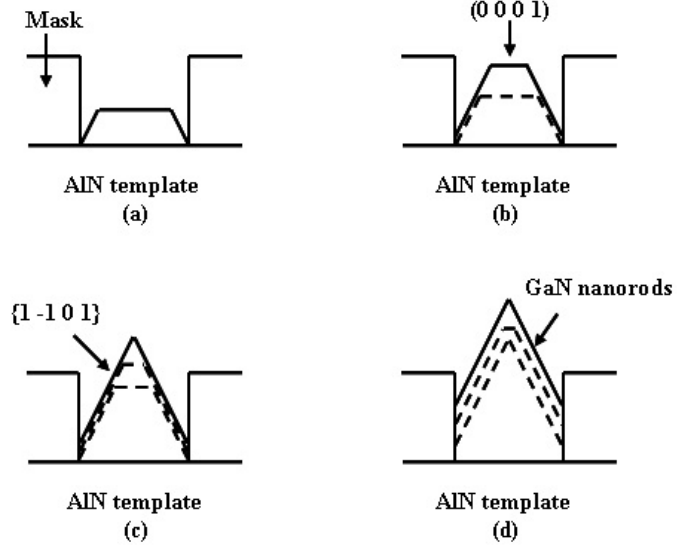 Mask
AlN template
(a)
(0 0 0 1)
AlN template
(b)
{1 -1 0 1}
AlN template
(c)
GaN nanorods
AlN template
(d)